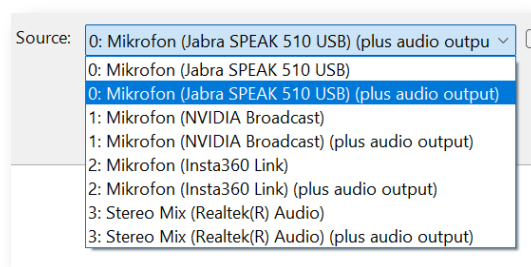 Source:
0: Mikrofon (Jabra SPEAK 510 USB) (plus audio outpu
0: Mikrofon (Jabra SPEAK 510 USB)
0: Mikrofon (Jabra SPEAK 510 USB) (plus audio output)
1: Mikrofon (NVIDIA Broadcast)
1: Mikrofon (NVIDIA Broadcast) (plus audio output)
2: Mikrofon (Insta360 Link)
2: Mikrofon (Insta360 Link) (plus audio output)
3: Stereo Mix (Realtek(R) Audio)
3: Stereo Mix (Realtek(R) Audio) (plus audio output)